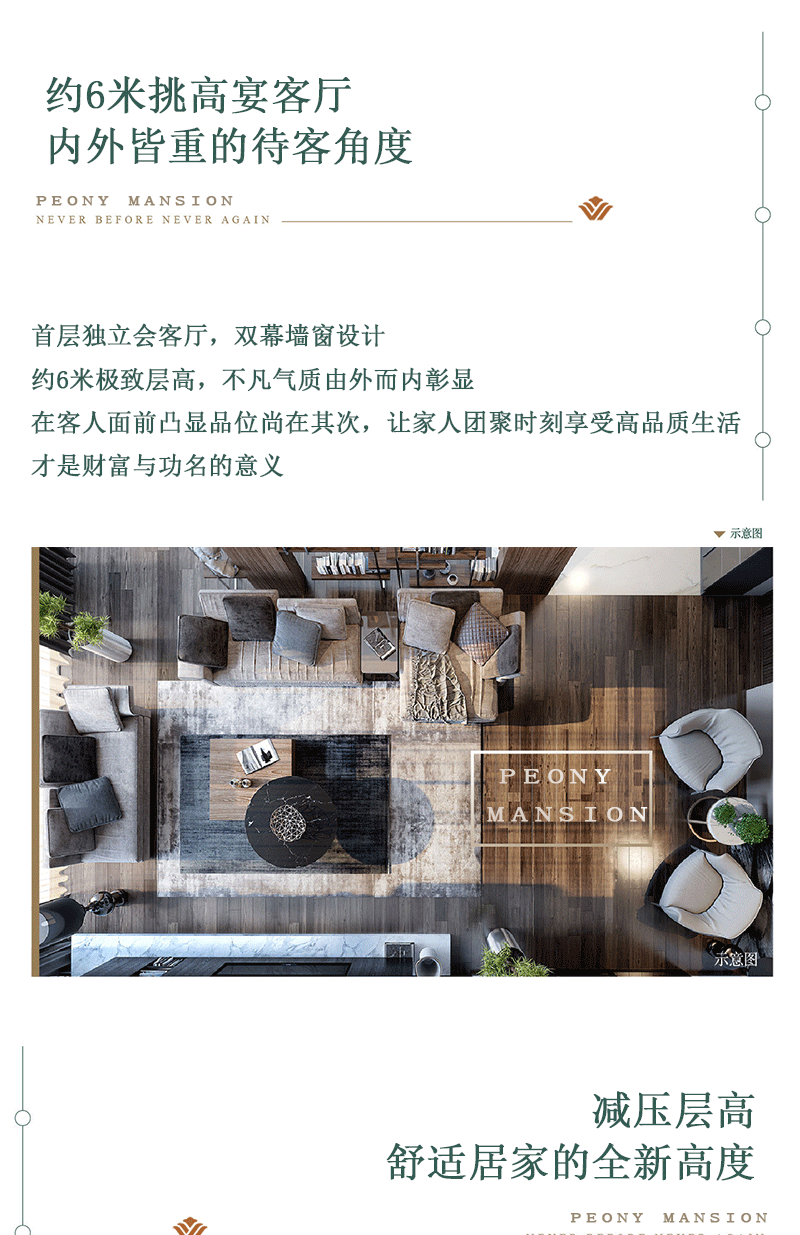 约6米挑高宴客厅
内外皆重的待客角度
PEONY MANSION
NEVER BEFORE NEVER AGAIN
首层独立会客厅，双幕墙窗设计
约6米极致层高，不凡气质由外而内彰显
在客人面前凸显品位尚在其次，让家人团聚时刻享受高品质生活
才是财富与功名的意义
示意图
PEONY
MANSION
示意图
减压层高
舒适居家的全新高度
PEONY MANSION